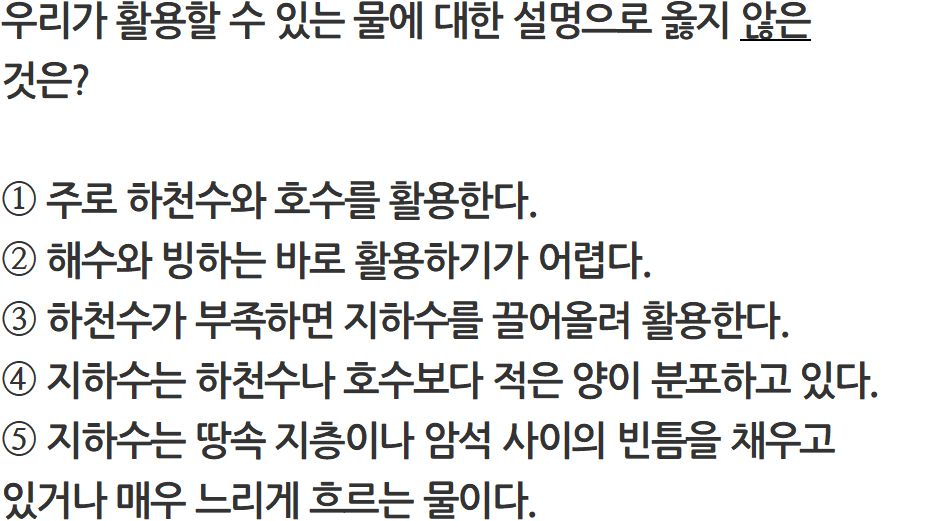 우리가 활용할 수 있는 물에 대한 설명으로 옳지 않은
것은?
① 주로 하천수와 호수를 활용한다.
② 해수와 빙하는 바로 활용하기가 어렵다.
③ 하천수가 부족하면 지하수를 끌어올려 활용한다.
④ 지하수는 하천수나 호수보다 적은 양이 분포하고 있다.
⑤ 지하수는 땅속 지층이나 암석 사이의 빈틈을 채우고
있거나 매우 느리게 흐르는 물이다.